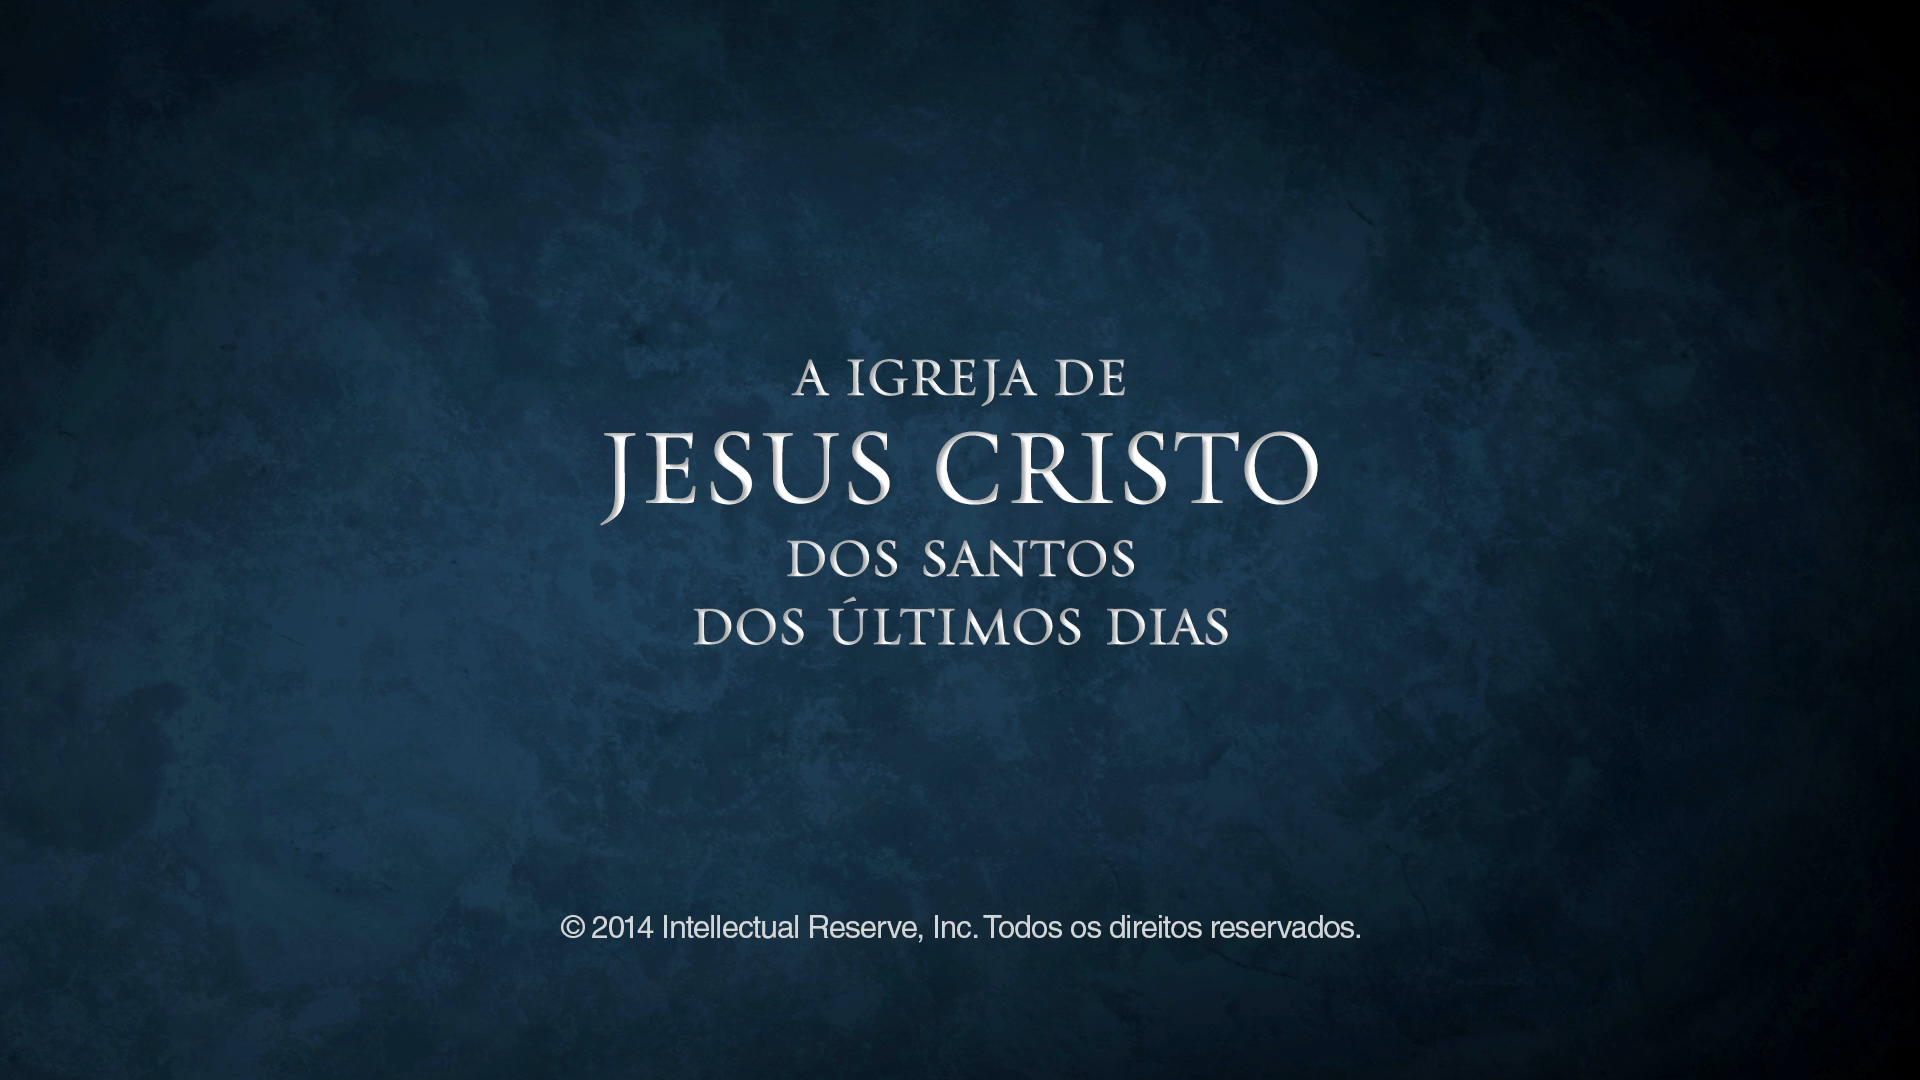 A IGREJA DE
JESUS CRISTO
DOS SANTOS
DOS ÚLTIMOS DIAS
© 2014 Intellectual Reserve, Inc. Todos os direitos reservados.